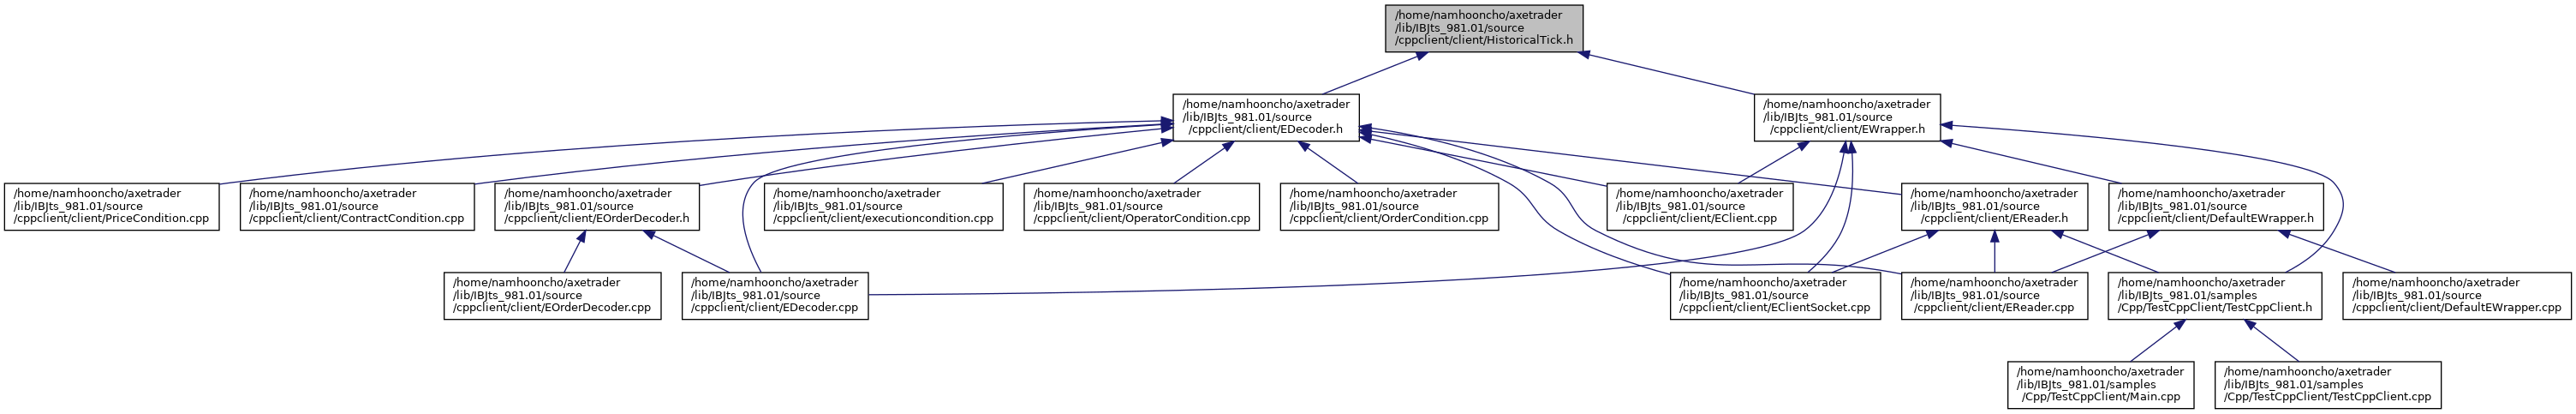 /home/namhooncho/axetrader
/lib/IBJts_981.01/source
/cppclient/client/HistoricalTick.h
/home/namhooncho/axetrader
/lib/IBJts_981.01/source
/cppclient/client/EDecoder.h
/home/namhooncho/axetrader
/lib/IBJts_981.01/source
/cppclient/client/EWrapper.h
/home/namhooncho/axetrader
/lib/IBJts_981.01/source
/cppclient/client/PriceCondition.cpp
/home/namhooncho/axetrader
/lib/IBJts_981.01/source
/cppclient/client/ContractCondition.cpp
/home/namhooncho/axetrader
/lib/IBJts_981.01/source
/cppclient/client/EOrderDecoder.h
/home/namhooncho/axetrader
/lib/IBJts_981.01/source
/cppclient/client/executioncondition.cpp
/home/namhooncho/axetrader
/lib/IBJts_981.01/source
/cppclient/client/OperatorCondition.cpp
/home/namhooncho/axetrader
/lib/IBJts_981.01/source
/cppclient/client/OrderCondition.cpp
/home/namhooncho/axetrader
/lib/IBJts_981.01/source
/cppclient/client/EClient.cpp
/home/namhooncho/axetrader
/lib/IBJts_981.01/source
/cppclient/client/EReader.h
/home/namhooncho/axetrader
/lib/IBJts_981.01/source
/cppclient/client/DefaultEWrapper.h
/home/namhooncho/axetrader
/lib/IBJts_981.01/source
/cppclient/client/EOrderDecoder.cpp
/home/namhooncho/axetrader
/lib/IBJts_981.01/source
/cppclient/client/EDecoder.cpp
/home/namhooncho/axetrader
/lib/IBJts_981.01/source
/cppclient/client/EClientSocket.cpp
/home/namhooncho/axetrader
/lib/IBJts_981.01/source
/cppclient/client/EReader.cpp
/home/namhooncho/axetrader
/lib/IBJts_981.01/samples
/Cpp/TestCppClient/TestCppClient.h
/home/namhooncho/axetrader
/lib/IBJts_981.01/source
/cppclient/client/DefaultEWrapper.cpp
/home/namhooncho/axetrader
/lib/IBJts_981.01/samples
/Cpp/TestCppClient/Main.cpp
/home/namhooncho/axetrader
/lib/IBJts_981.01/samples
/Cpp/TestCppClient/TestCppClient.cpp